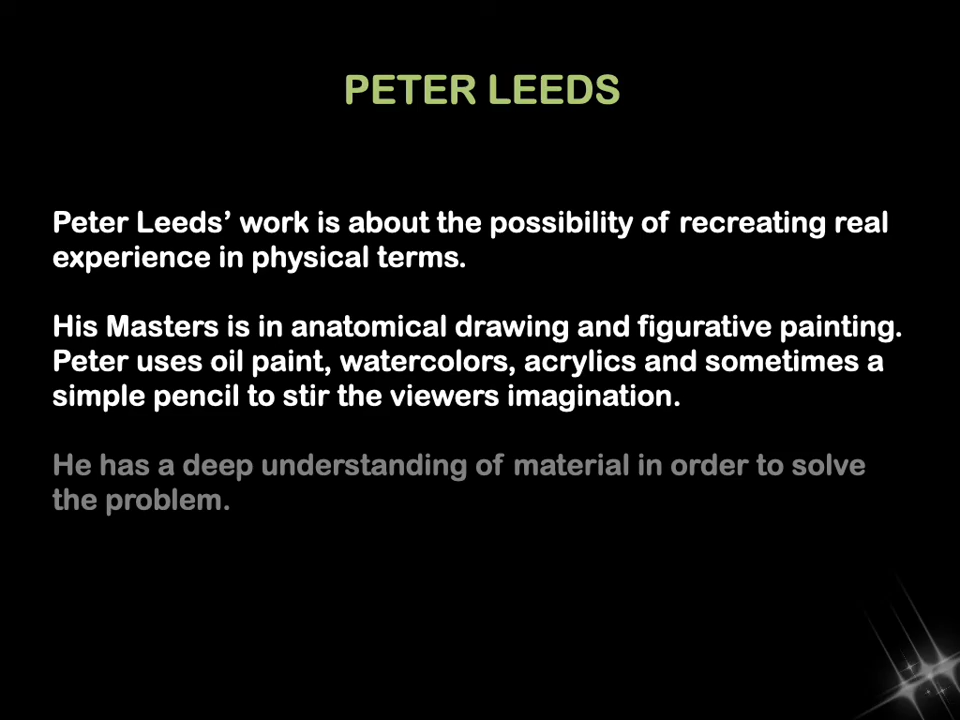 PETER LEEDS
Peter Leeds’ work is about the possibility of recreating real
experience in physical terms.
His Masters is in anatomical drawing and figurative painting.
Peter uses oil paint, watercolors, acrylics and sometimes a
simple pencil to stir the viewers imagination.
He has a deep understanding of material in order to solve
the problem.